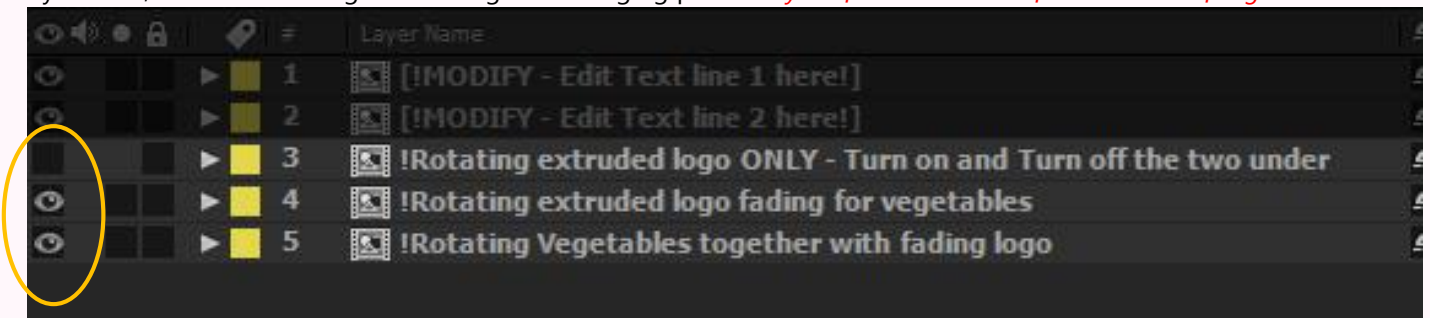 # Layer Name
1 [!MODIFY - Edit Text line 1 here!]
2 [!MODIFY - Edit Text line 2 here!]
3 !Rotating extruded logo ONLY - Turn on and Turn off the two under
4 !Rotating extruded logo fading for vegetables
5 !Rotating Vegetables together with fading logo